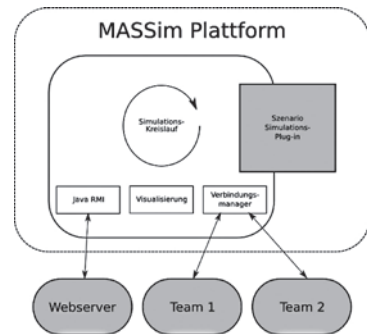 MASSim Plattform
Simulations-
Kreislauf
Szenario
Simulations-
Plug-in
Java RMI
Visualisierung
Verbindungs-
manager
Webserver
Team 1
Team 2